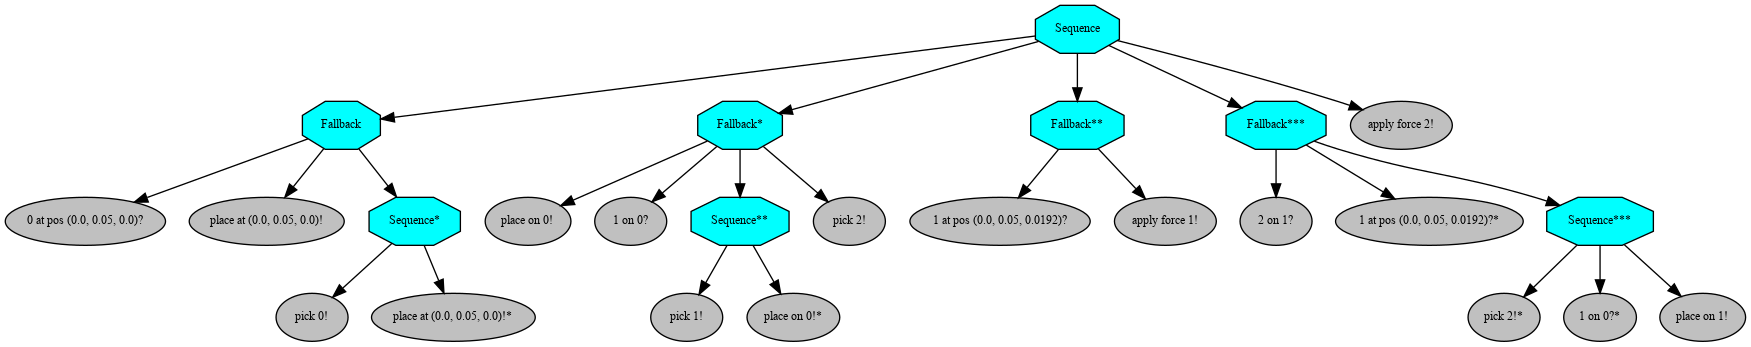 Sequence
Fallback
Fallback*
Fallback**
Fallback***
apply force 2!
0 at pos (0.0, 0.05, 0.0)?
place at (0.0, 0.05, 0.0)!
Sequence*
place on 0!
1 on 0?
Sequence**
pick 2!
1 at pos (0.0, 0.05, 0.0192)?
apply force 1!
2 on 1?
1 at pos (0.0, 0.05, 0.0192)?*
Sequence***
pick 0!
place at (0.0, 0.05, 0.0)!*
pick 1!
place on 0!*
pick 2!*
1 on 0?*
place on 1!